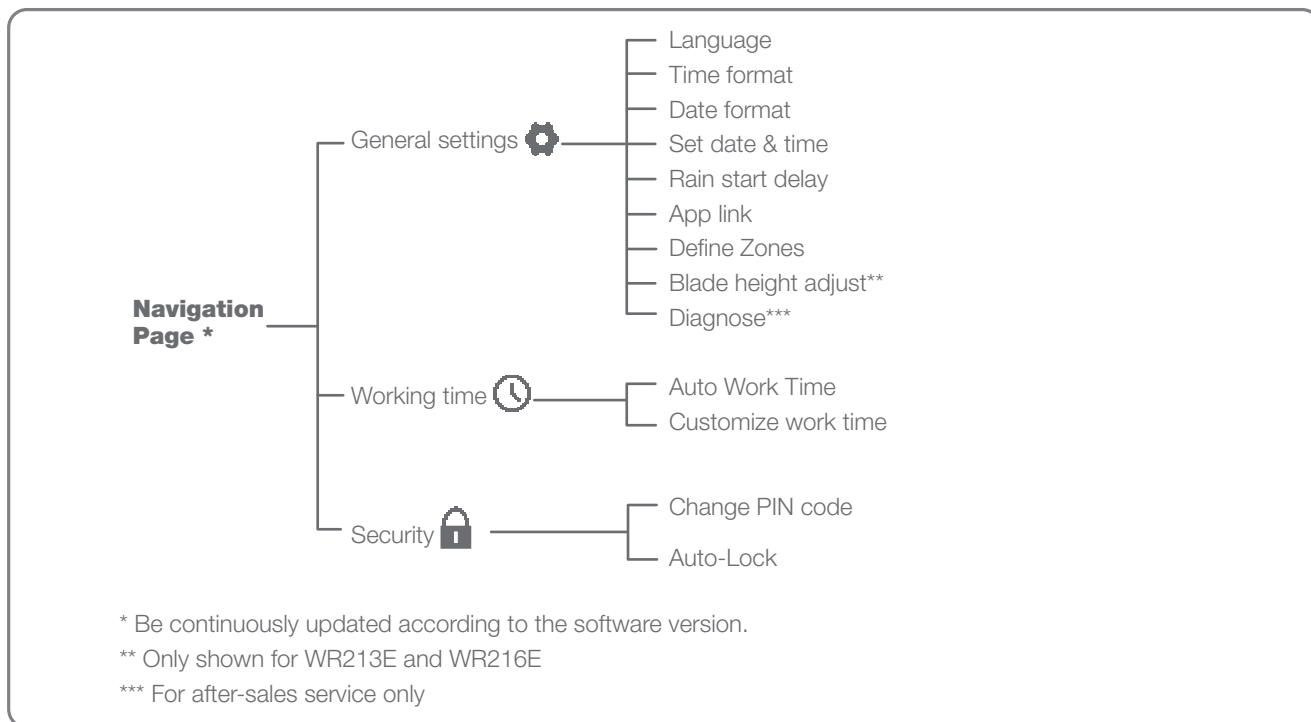 Language
Time format
Date format
General settings
Set date & time
Rain start delay
App link
Define Zones
Blade height adjust**
Diagnose***
Navigation
Page *
Working time
Auto Work Time
Customize work time
Security
Change PIN code
Auto-Lock
* Be continuously updated according to the software version.
** Only shown for WR213E and WR216E
*** For after-sales service only